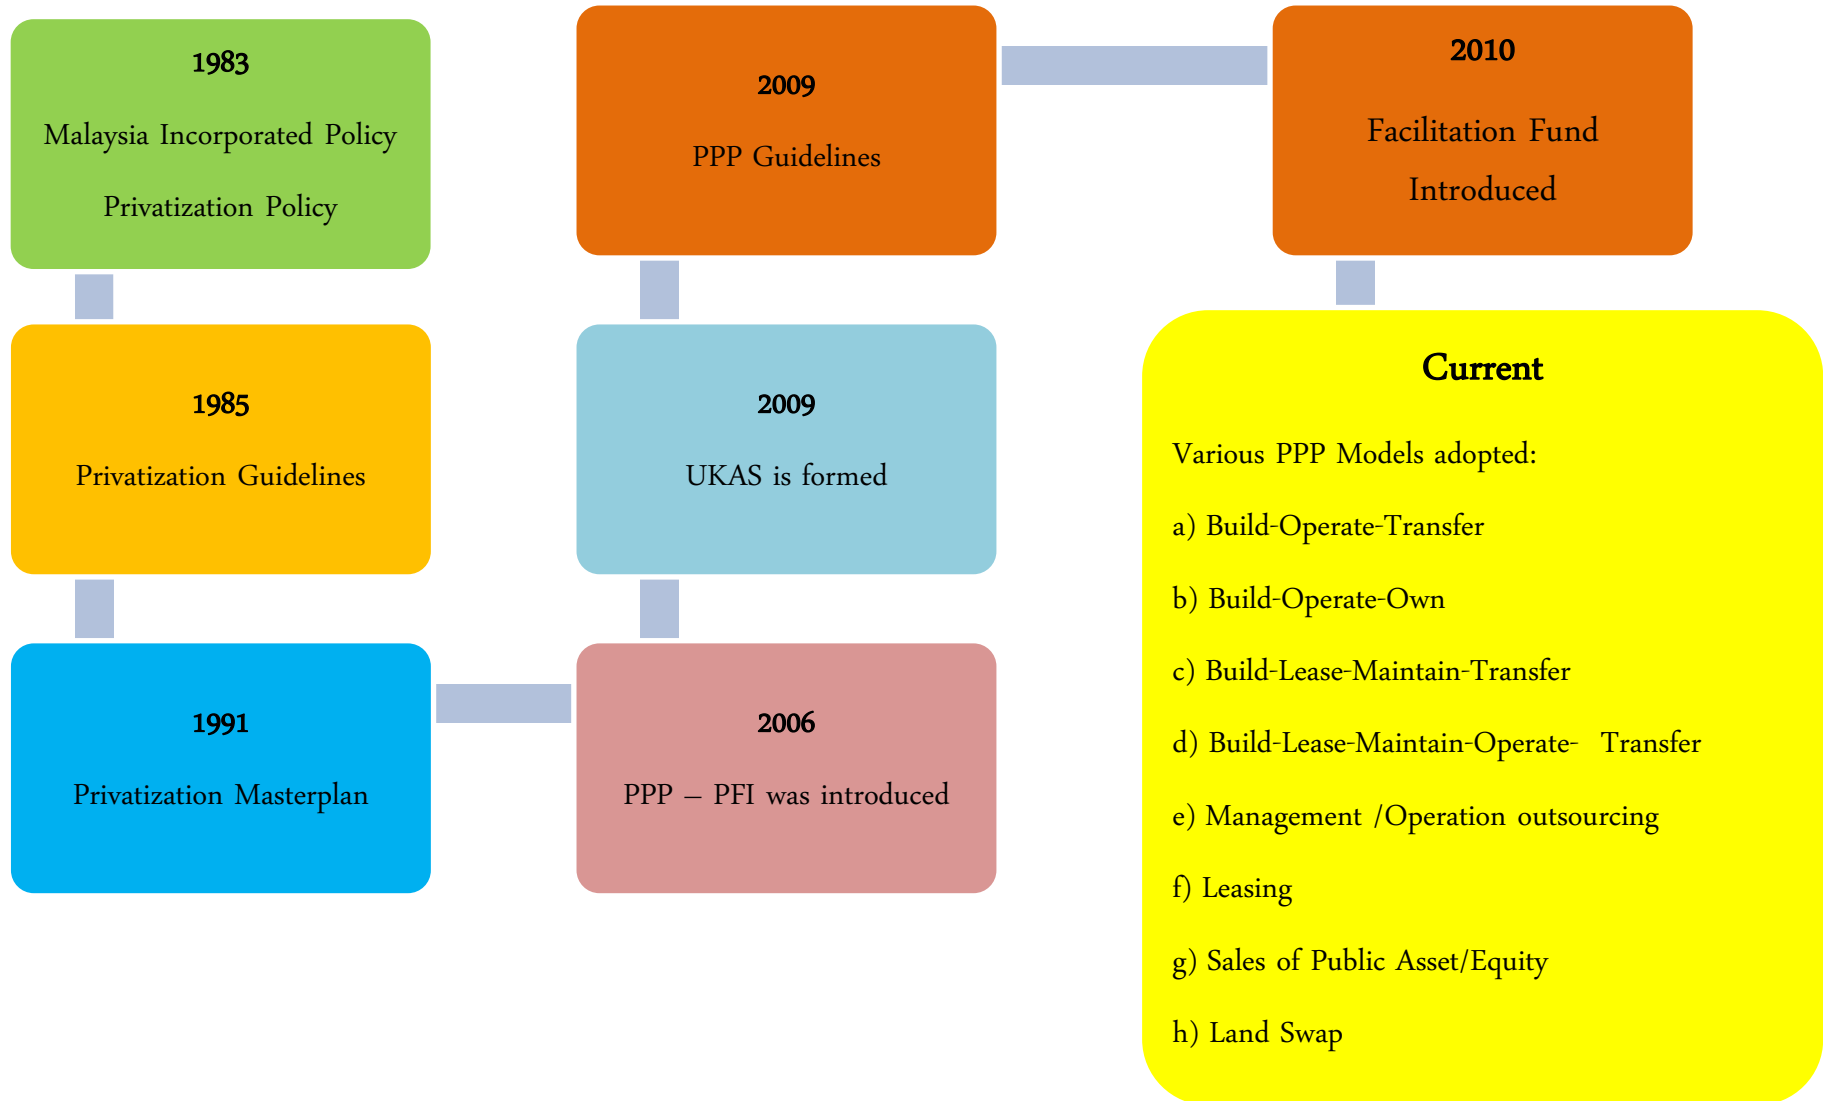 1983
Malaysia Incorporated Policy
Privatization Policy
1985
Privatization Guidelines
1991
Privatization Masterplan
2006
PPP – PFI was introduced
2009
UKAS is formed
2009
PPP Guidelines
2010
Facilitation Fund
Introduced
Current
Various PPP Models adopted:
a) Build-Operate-Transfer
b) Build-Operate-Own
c) Build-Lease-Maintain-Transfer
d) Build-Lease-Maintain-Operate- Transfer
e) Management /Operation outsourcing
f) Leasing
g) Sales of Public Asset/Equity
h) Land Swap